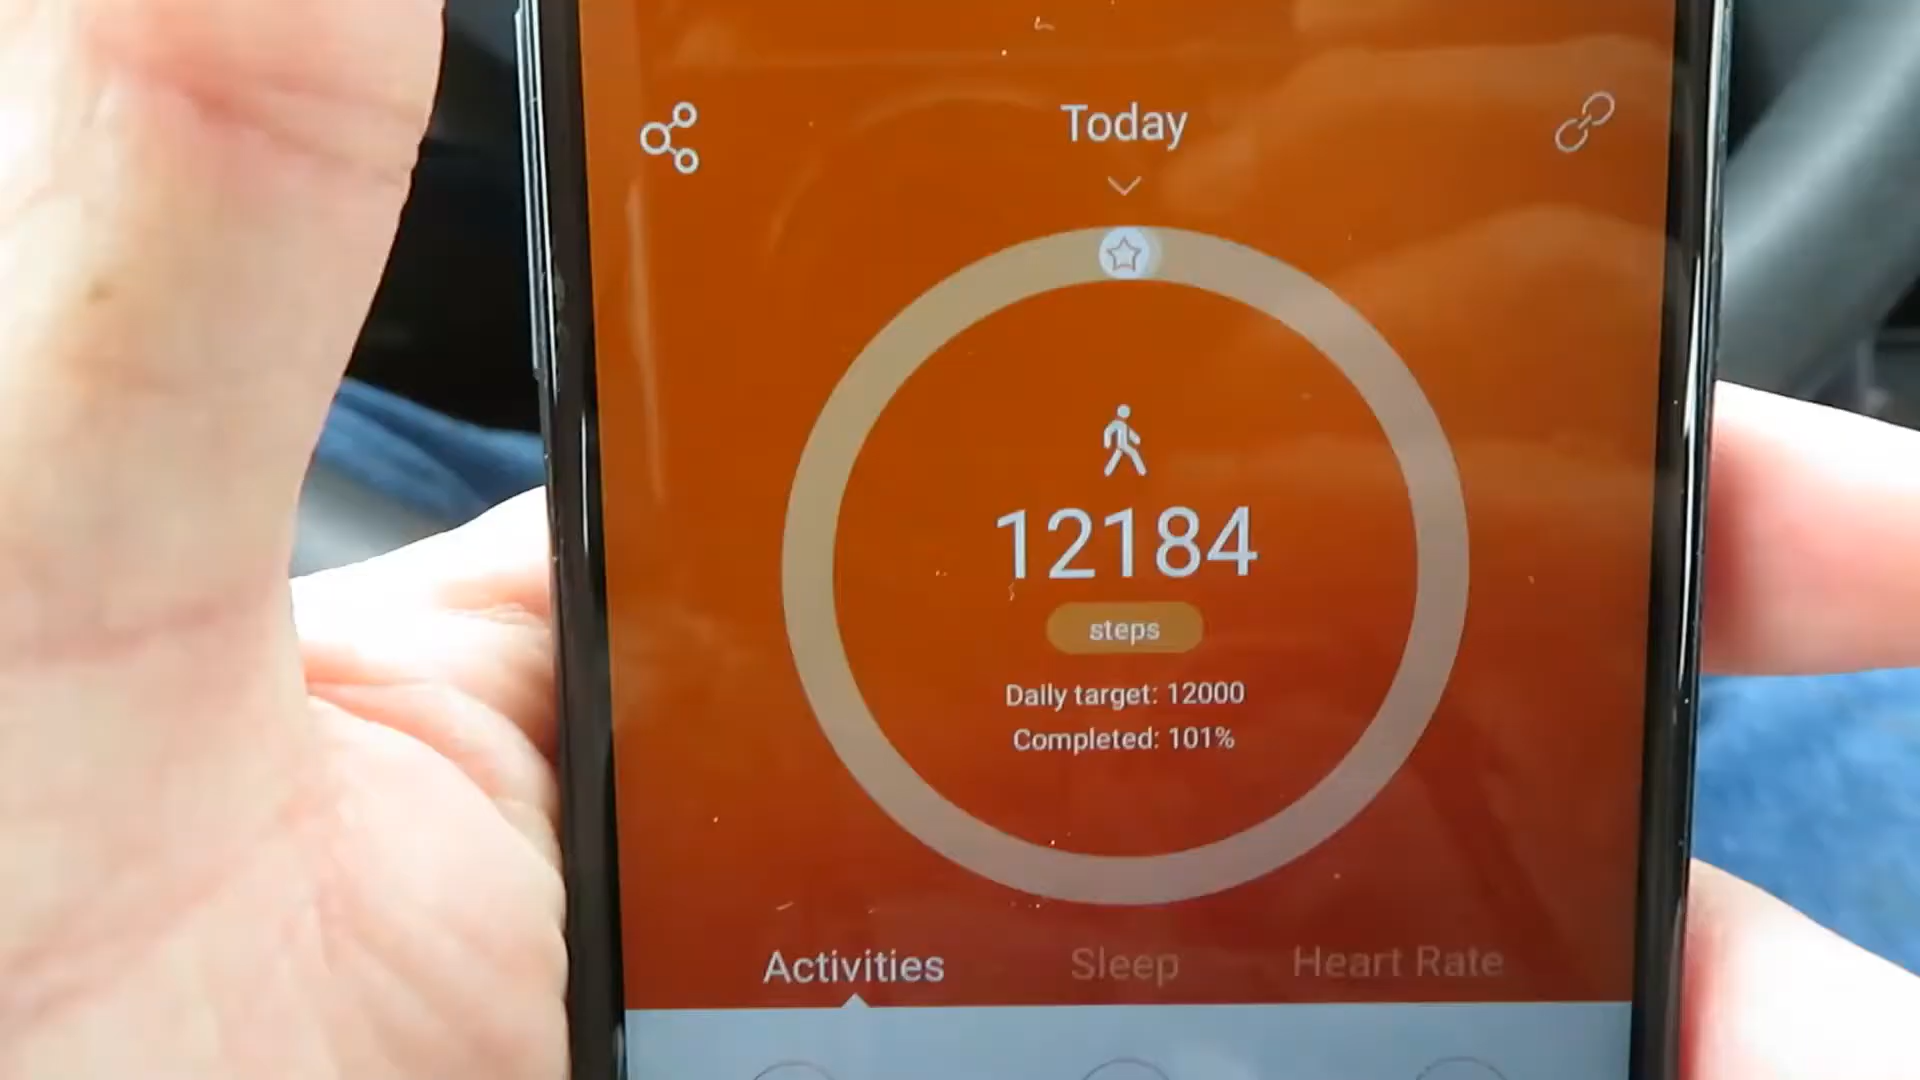 Today
12184
steps
Daily target: 12000
Completed: 101%
Activities
Sleep
Heart Rate